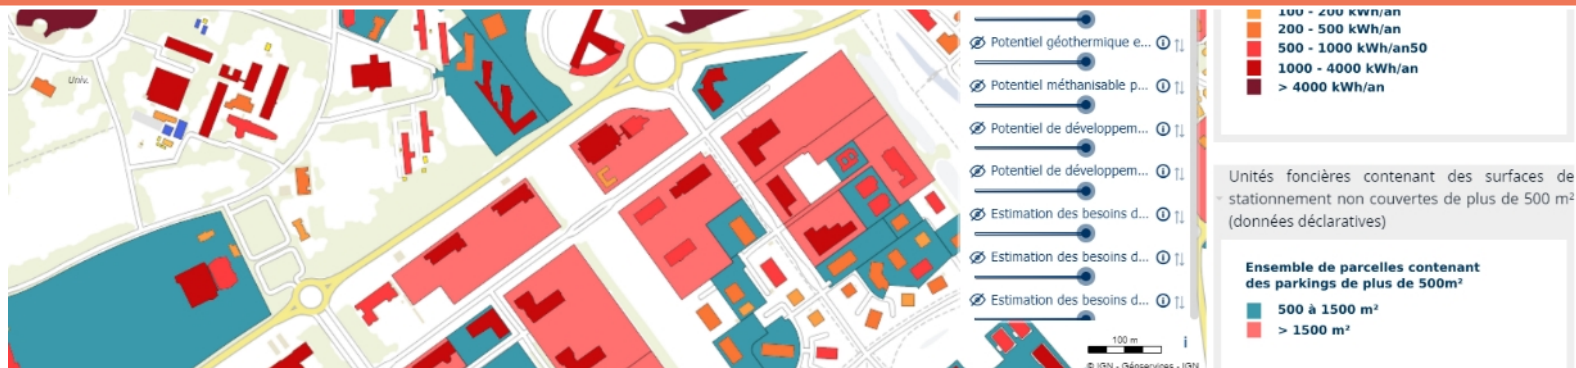 Univ.
Potentiel géothermique e...
Potentiel méthanisable p...
Potentiel de développem...
Potentiel de développem...
Estimation des besoins d...
Estimation des besoins d...
Estimation des besoins d...
100 m
i
© IGN - Géoservices - IGN
100 - 200 kWh/an
200 - 500 kWh/an
500 - 1000 kWh/an50
1000 - 4000 kWh/an
> 4000 kWh/an
Unités foncières contenant des surfaces de
stationnement non couvertes de plus de 500 m²
(données déclaratives)
Ensemble de parcelles contenant
des parkings de plus de 500m²
500 à 1500 m²
> 1500 m²